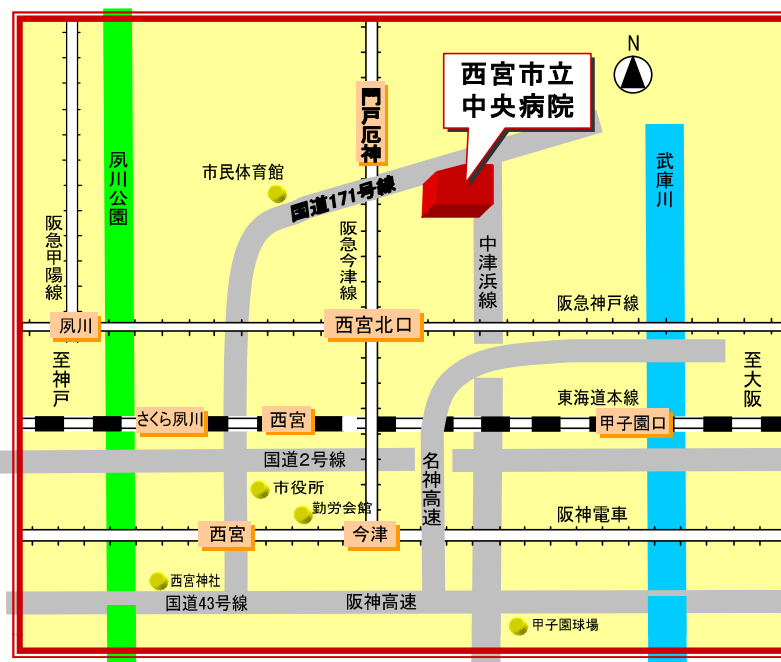 N
西宮市立
中央病院
門戸厄神
夙川公園
市民体育館
国道171号線
武庫川
阪急甲陽線
阪急今津線
中津浜線
阪急神戸線
夙川
西宮北口
至神戸
至大阪
東海道本線
さくら夙川
西宮
甲子園口
国道2号線
名神高速
市役所
勤労会館
阪神電車
西宮
今津
西宮神社
国道43号線
阪神高速
甲子園球場